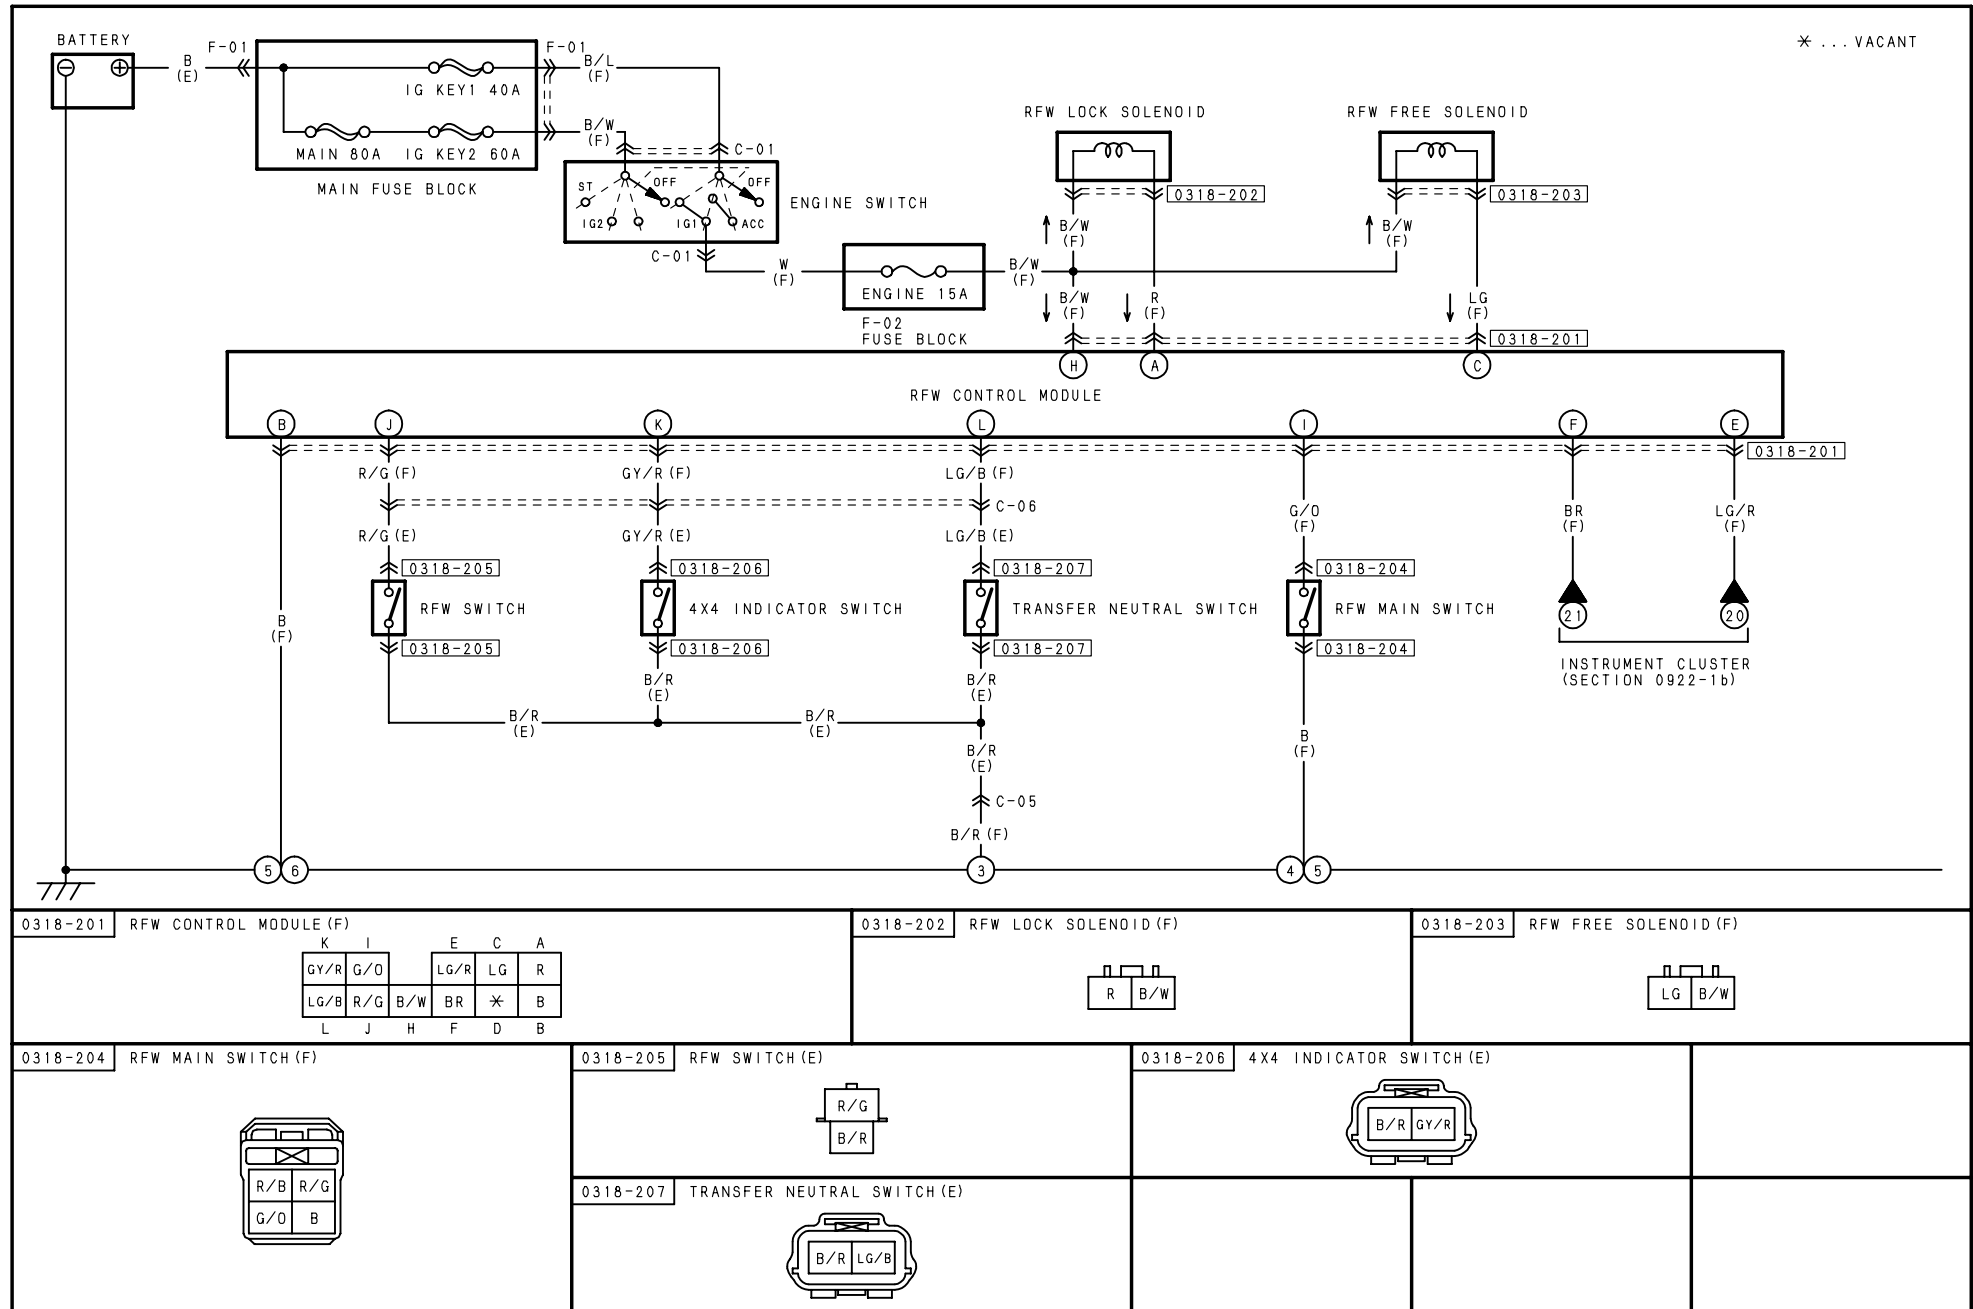 BATTERY
* ... VACANT
B
(E)
F-01
F-01
B/L
(F)
IG KEY1 40A
B/W
(F)
MAIN 80A IG KEY2 60A
MAIN FUSE BLOCK
C-01
ST OFF OFF
IG2 IG1 ACC
ENGINE SWITCH
C-01
W
(F)
ENGINE 15A
F-02
FUSE BLOCK
B/W
(F)
RFW LOCK SOLENOID
RFW FREE SOLENOID
0318-202
0318-203
B/W
(F)
B/W
(F)
B/W
(F)
R
(F)
LG
(F)
0318-201
H A C
RFW CONTROL MODULE
B J K L I F E
0318-201
R/G(F) GY/R(F) LG/B(F)
C-06
R/G(E) GY/R(E) LG/B(E)
G/O
(F)
BR
(F)
LG/R
(F)
0318-205 0318-206 0318-207 0318-204
RFW SWITCH 4X4 INDICATOR SWITCH TRANSFER NEUTRAL SWITCH RFW MAIN SWITCH
21 20
B
(F)
0318-205 0318-206 0318-207 0318-204
INSTRUMENT CLUSTER
(SECTION 0922-1b)
B/R
(E)
B/R
(E)
B/R
(E)
B/R
(E)
B/R
(E)
B
(F)
C-05
B/R(F)
5 6 3 4 5
0318-201 RFW CONTROL MODULE(F)
K I E C A
GY/R G/O LG/R LG R
LG/B R/G B/W BR * B
L J H F D B
0318-202 RFW LOCK SOLENOID(F)
R B/W
0318-203 RFW FREE SOLENOID(F)
LG B/W
0318-204 RFW MAIN SWITCH(F)
R/B R/G
G/O B
0318-205 RFW SWITCH(E)
R/G
B/R
0318-206 4X4 INDICATOR SWITCH(E)
B/R GY/R
0318-207 TRANSFER NEUTRAL SWITCH(E)
B/R LG/B